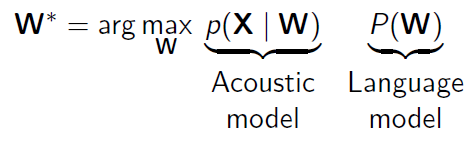 W* = arg max p(X | W) P(W)
W
Acoustic Language
model model